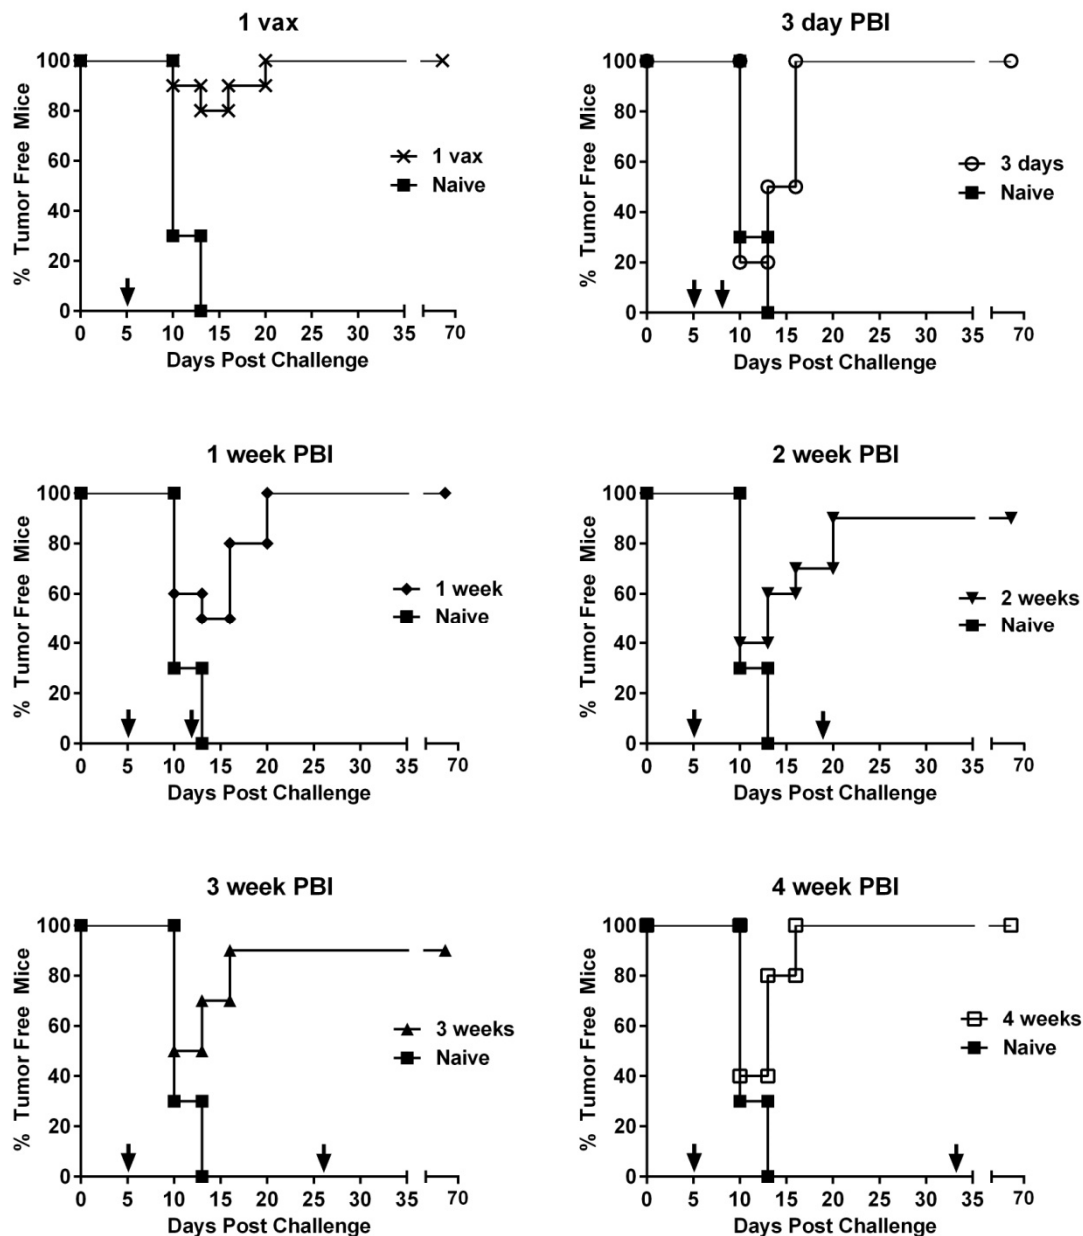 1 vax
100
80
60
40
20
0
% Tumor Free Mice
1 vax
Naive
0 5 10 15 20 25 30 35 70
Days Post Challenge
3 day PBI
100
80
60
40
20
0
% Tumor Free Mice
3 days
Naive
0 5 10 15 20 25 30 35 70
Days Post Challenge
1 week PBI
100
80
60
40
20
0
% Tumor Free Mice
1 week
Naive
0 5 10 15 20 25 30 35 70
Days Post Challenge
2 week PBI
100
80
60
40
20
0
% Tumor Free Mice
2 weeks
Naive
0 5 10 15 20 25 30 35 70
Days Post Challenge
3 week PBI
100
80
60
40
20
0
% Tumor Free Mice
3 weeks
Naive
0 5 10 15 20 25 30 35 70
Days Post Challenge
4 week PBI
100
80
60
40
20
0
% Tumor Free Mice
4 weeks
Naive
0 5 10 15 20 25 30 35 70
Days Post Challenge